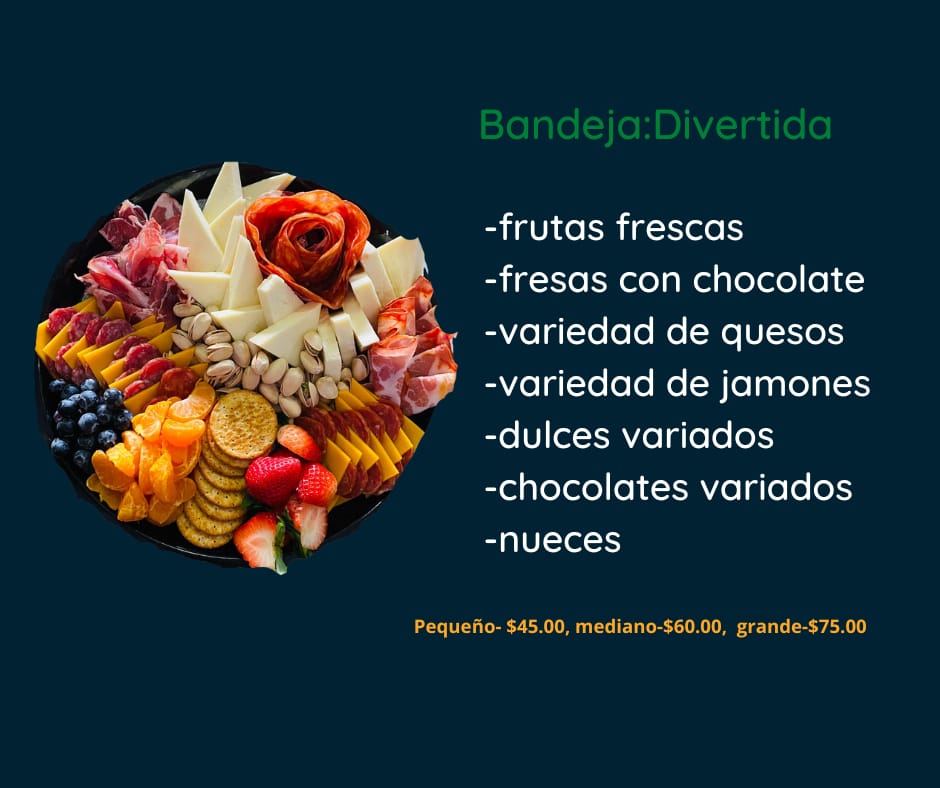 Bandeja:Divertida
-frutas frescas
-fresas con chocolate
-variedad de quesos
-variedad de jamones
-dulces variados
-chocolates variados
-nueces
Pequeño- $45.00, mediano-$60.00, grande-$75.00